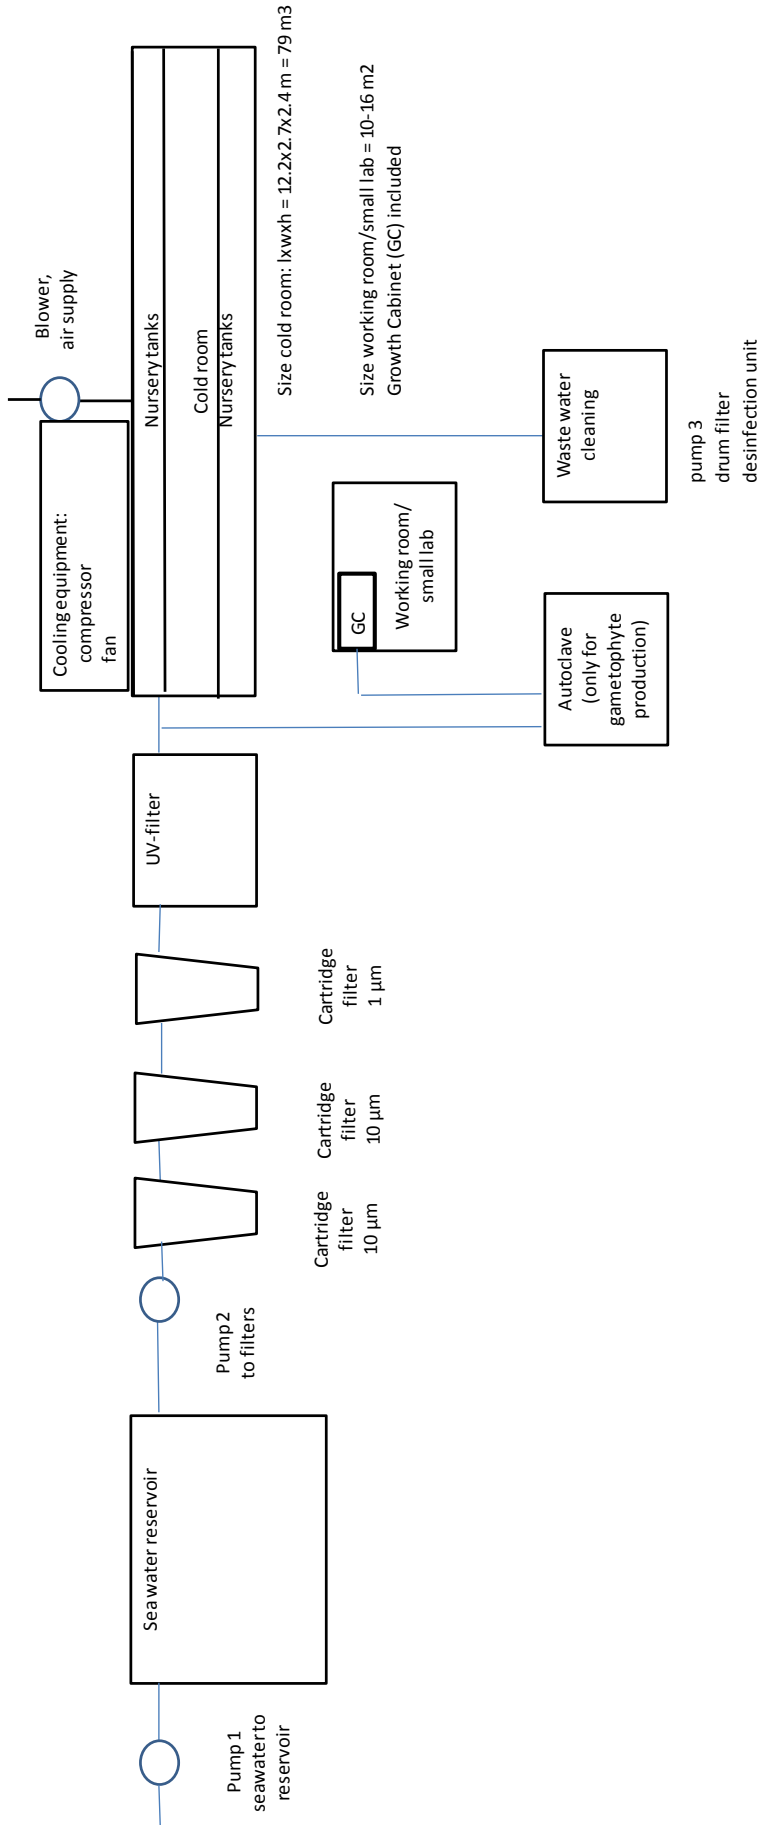 Blower,
air supply
Cooling equipment:
compressor
fan
Nursery tanks
Cold room
Nursery tanks
Size cold room: lxwxh = 12.2x2.7x2.4 m = 79 m3
Size working room/small lab = 10-16 m2
Growth Cabinet (GC) included
Sea water reservoir
UV-filter
Pump 1
seawater to
reservoir
Pump 2
to filters
Cartridge
filter
10 µm
Cartridge
filter
10 µm
Cartridge
filter
1 µm
GC
Working room/
small lab
Autoclave
(only for
gametophyte
production)
Waste water
cleaning
pump 3
drum filter
desinfection unit